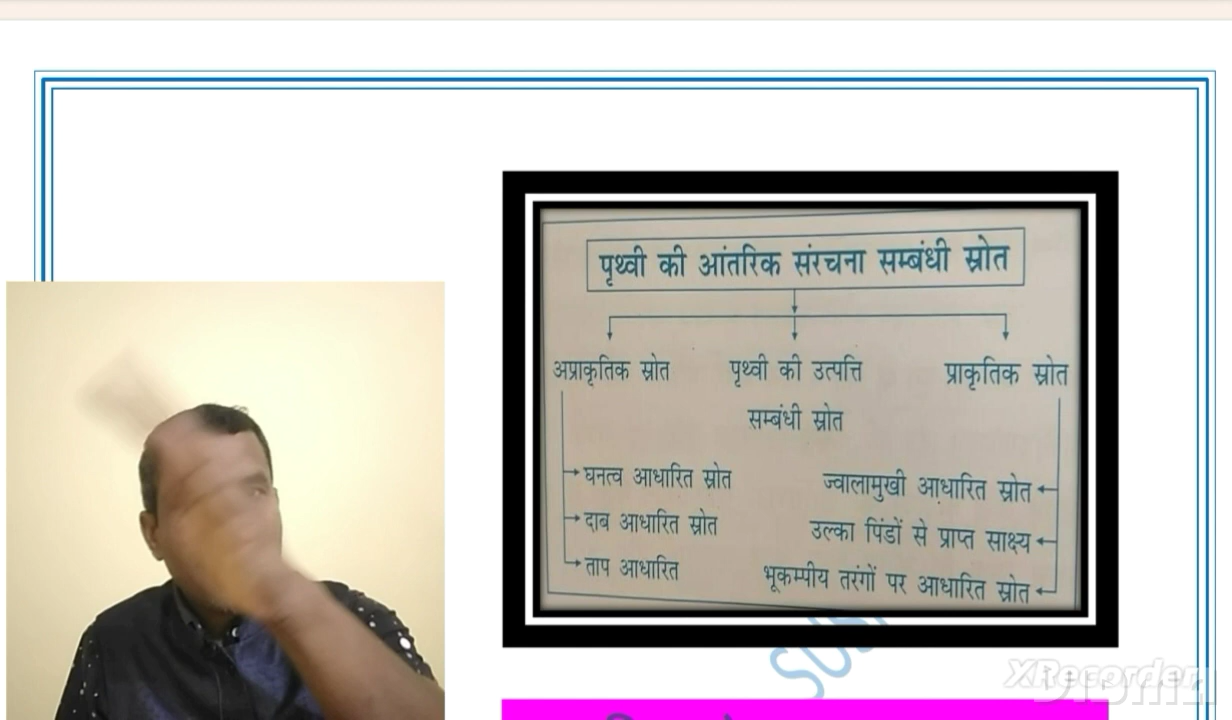 पृथ्वी की आंतरिक संरचना सम्बंधी स्रोत
अप्राकृतिक स्रोत
पृथ्वी की उत्पत्ति
सम्बंधी स्रोत
प्राकृतिक स्रोत
घनत्व आधारित स्रोत
दाब आधारित स्रोत
ताप आधारित
ज्वालामुखी आधारित स्रोत
उल्का पिंडों से प्राप्त साक्ष्य
भूकम्पीय तरंगों पर आधारित स्रोत
XRecorder